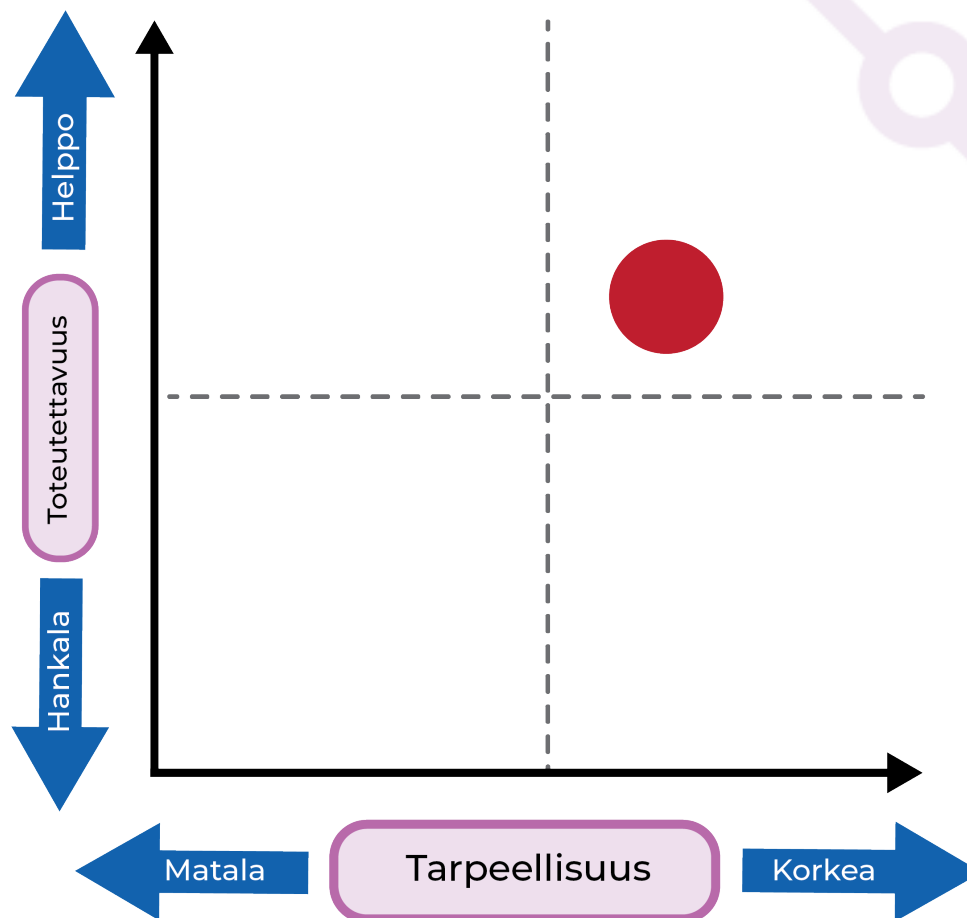 Helppo
Toteutettavuus
Hankala
Matala
Tarpeellisuus
Korkea